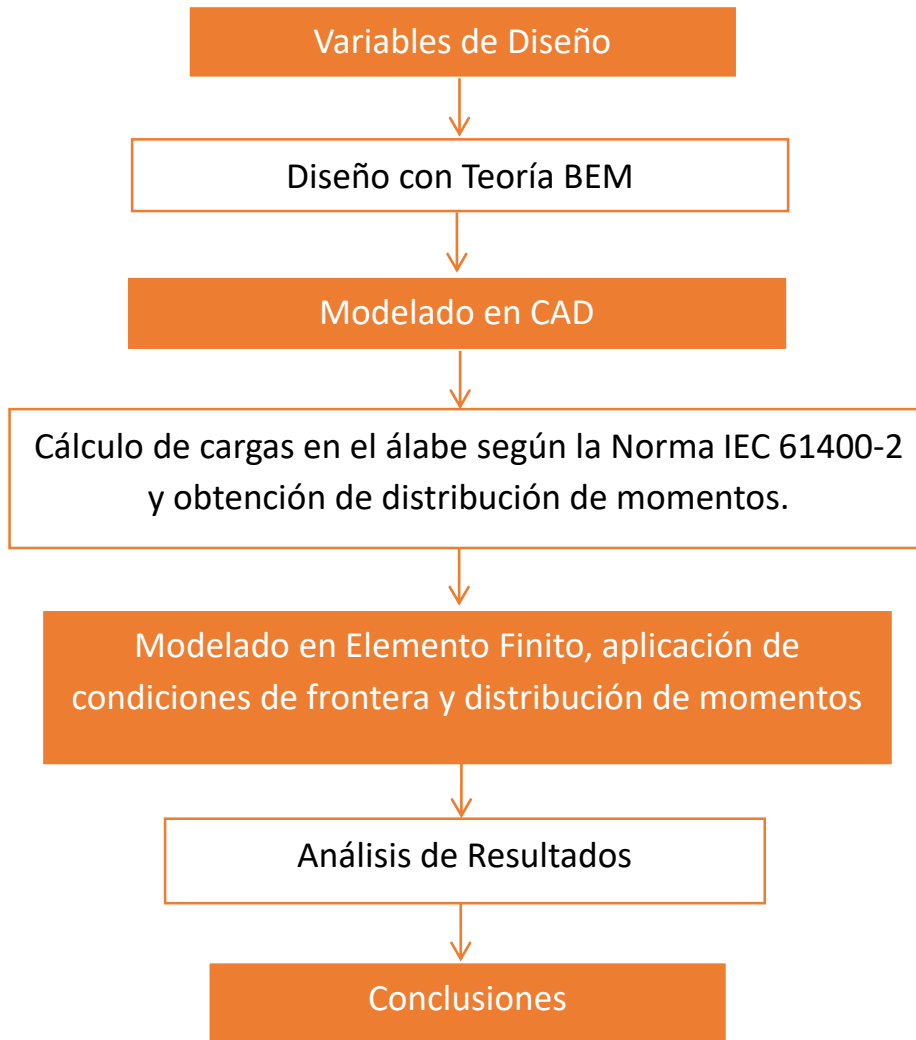 Variables de Diseño
Diseño con Teoría BEM
Modelado en CAD
Cálculo de cargas en el álabe según la Norma IEC 61400-2
y obtención de distribución de momentos.
Modelado en Elemento Finito, aplicación de
condiciones de frontera y distribución de momentos
Análisis de Resultados
Conclusiones